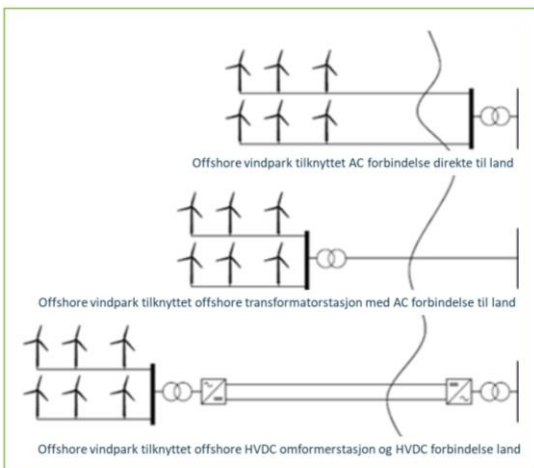 Offshore vindpark tilknyttet AC forbindelse direkte til land
Offshore vindpark tilknyttet offshore transformatorstasjon med AC forbindelse til land
Offshore vindpark tilknyttet offshore HVDC omformerstasjon og HVDC forbindelse land